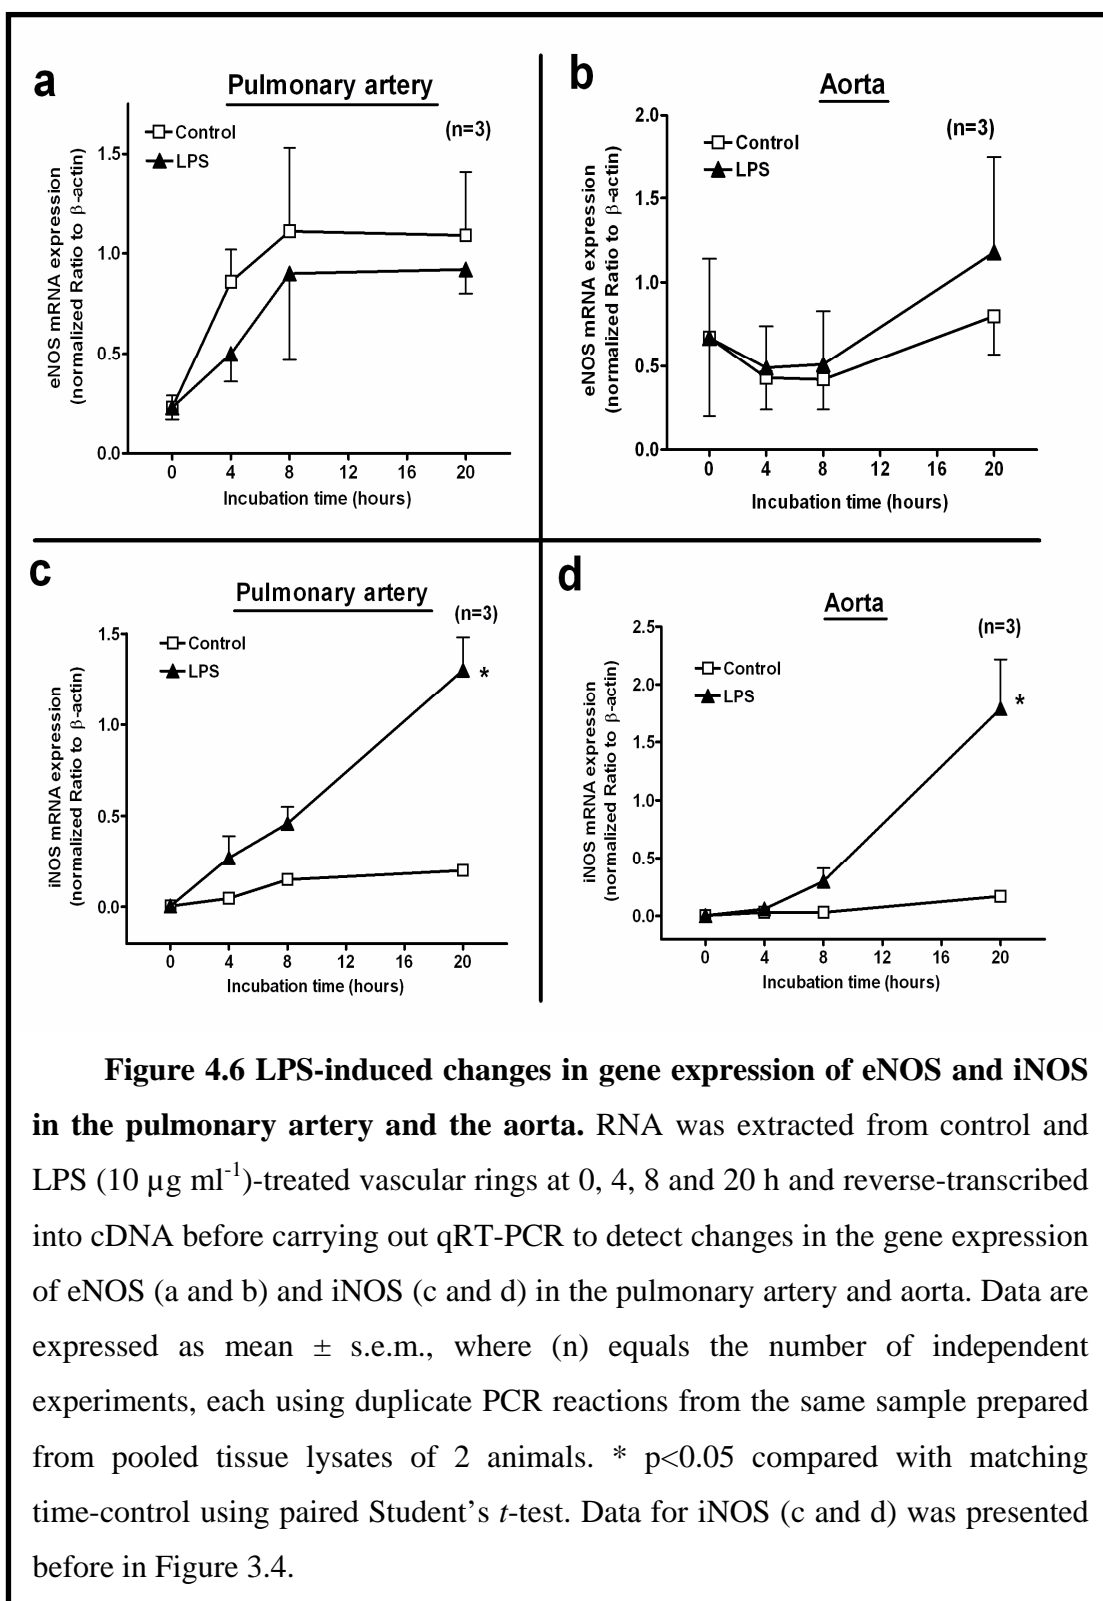 a
Pulmonary artery
(n=3)
Control
LPS
eNOS mRNA expression
(normalized Ratio to β-actin)
1.5
1.0
0.5
0.0
0 4 8 12 16 20
Incubation time (hours)
b
Aorta
(n=3)
Control
LPS
eNOS mRNA expression
(normalized Ratio to β-actin)
2.0
1.5
1.0
0.5
0.0
0 4 8 12 16 20
Incubation time (hours)
c
Pulmonary artery
(n=3)
Control
LPS
*
iNOS mRNA expression
(normalized Ratio to β-actin)
1.5
1.0
0.5
0.0
0 4 8 12 16 20
Incubation time (hours)
d
Aorta
(n=3)
Control
LPS
*
iNOS mRNA expression
(normalized Ratio to β-actin)
2.5
2.0
1.5
1.0
0.5
0.0
0 4 8 12 16 20
Incubation time (hours)
Figure 4.6 LPS-induced changes in gene expression of eNOS and iNOS
in the pulmonary artery and the aorta. RNA was extracted from control and
LPS (10 µg ml⁻¹)-treated vascular rings at 0, 4, 8 and 20 h and reverse-transcribed
into cDNA before carrying out qRT-PCR to detect changes in the gene expression
of eNOS (a and b) and iNOS (c and d) in the pulmonary artery and aorta. Data are
expressed as mean ± s.e.m., where (n) equals the number of independent
experiments, each using duplicate PCR reactions from the same sample prepared
from pooled tissue lysates of 2 animals. * p<0.05 compared with matching
time-control using paired Student’s t-test. Data for iNOS (c and d) was presented
before in Figure 3.4.